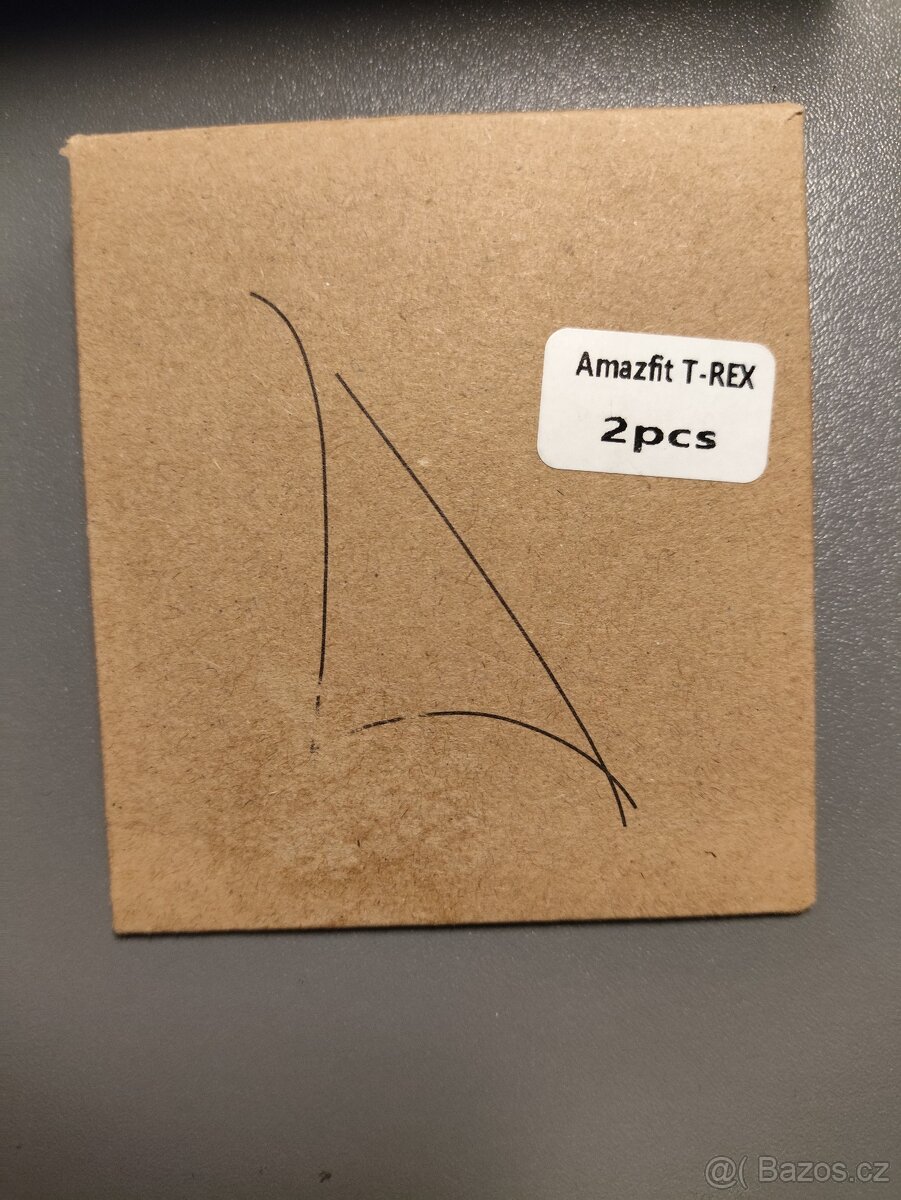 Amazfit T-REX
2pcs
@( Bazos.cz